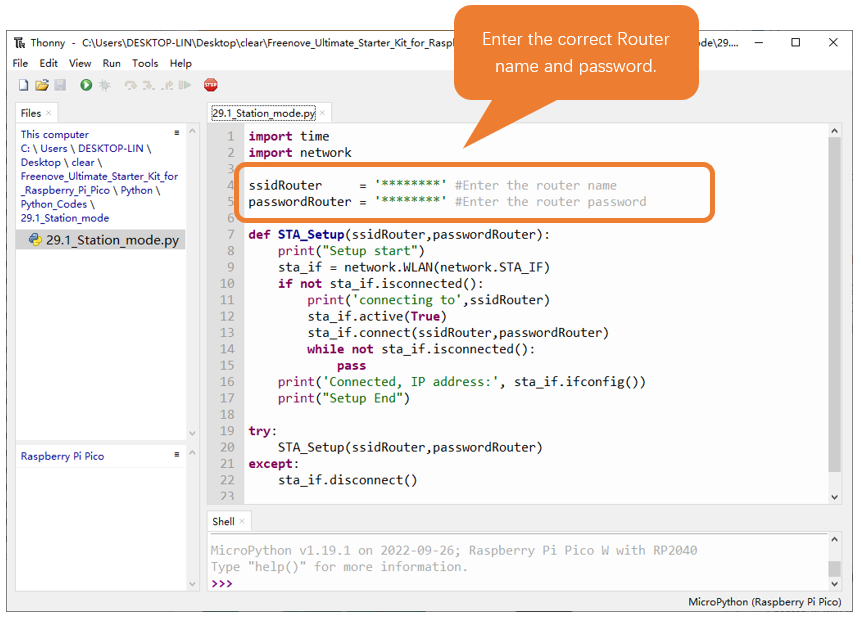 Thonny - C:\Users\DESKTOP-LIN\Desktop\clear\Freenove_Ultimate_Starter_Kit_for_Rasp
de\29....
Enter the correct Router
name and password.
File Edit View Run Tools Help
STOP
Files
This computer
C: \ Users \ DESKTOP-LIN \
Desktop \ clear \
Freenove_Ultimate_Starter_Kit_for
_Raspberry_Pi_Pico \ Python \
Python_Codes \
29.1_Station_mode
29.1_Station_mode.py
Raspberry Pi Pico
29.1_Station_mode.py
1 import time
2 import network
3
4 ssidRouter     = '********' #Enter the router name
5 passwordRouter = '********' #Enter the router password
6
7 def STA_Setup(ssidRouter,passwordRouter):
8     print("Setup start")
9     sta_if = network.WLAN(network.STA_IF)
10     if not sta_if.isconnected():
11         print('connecting to',ssidRouter)
12         sta_if.active(True)
13         sta_if.connect(ssidRouter,passwordRouter)
14         while not sta_if.isconnected():
15             pass
16     print('Connected, IP address:', sta_if.ifconfig())
17     print("Setup End")
18
19 try:
20     STA_Setup(ssidRouter,passwordRouter)
21 except:
22     sta_if.disconnect()
23
Shell
MicroPython v1.19.1 on 2022-09-26; Raspberry Pi Pico W with RP2040
Type "help()" for more information.
>>>
MicroPython (Raspberry Pi Pico)